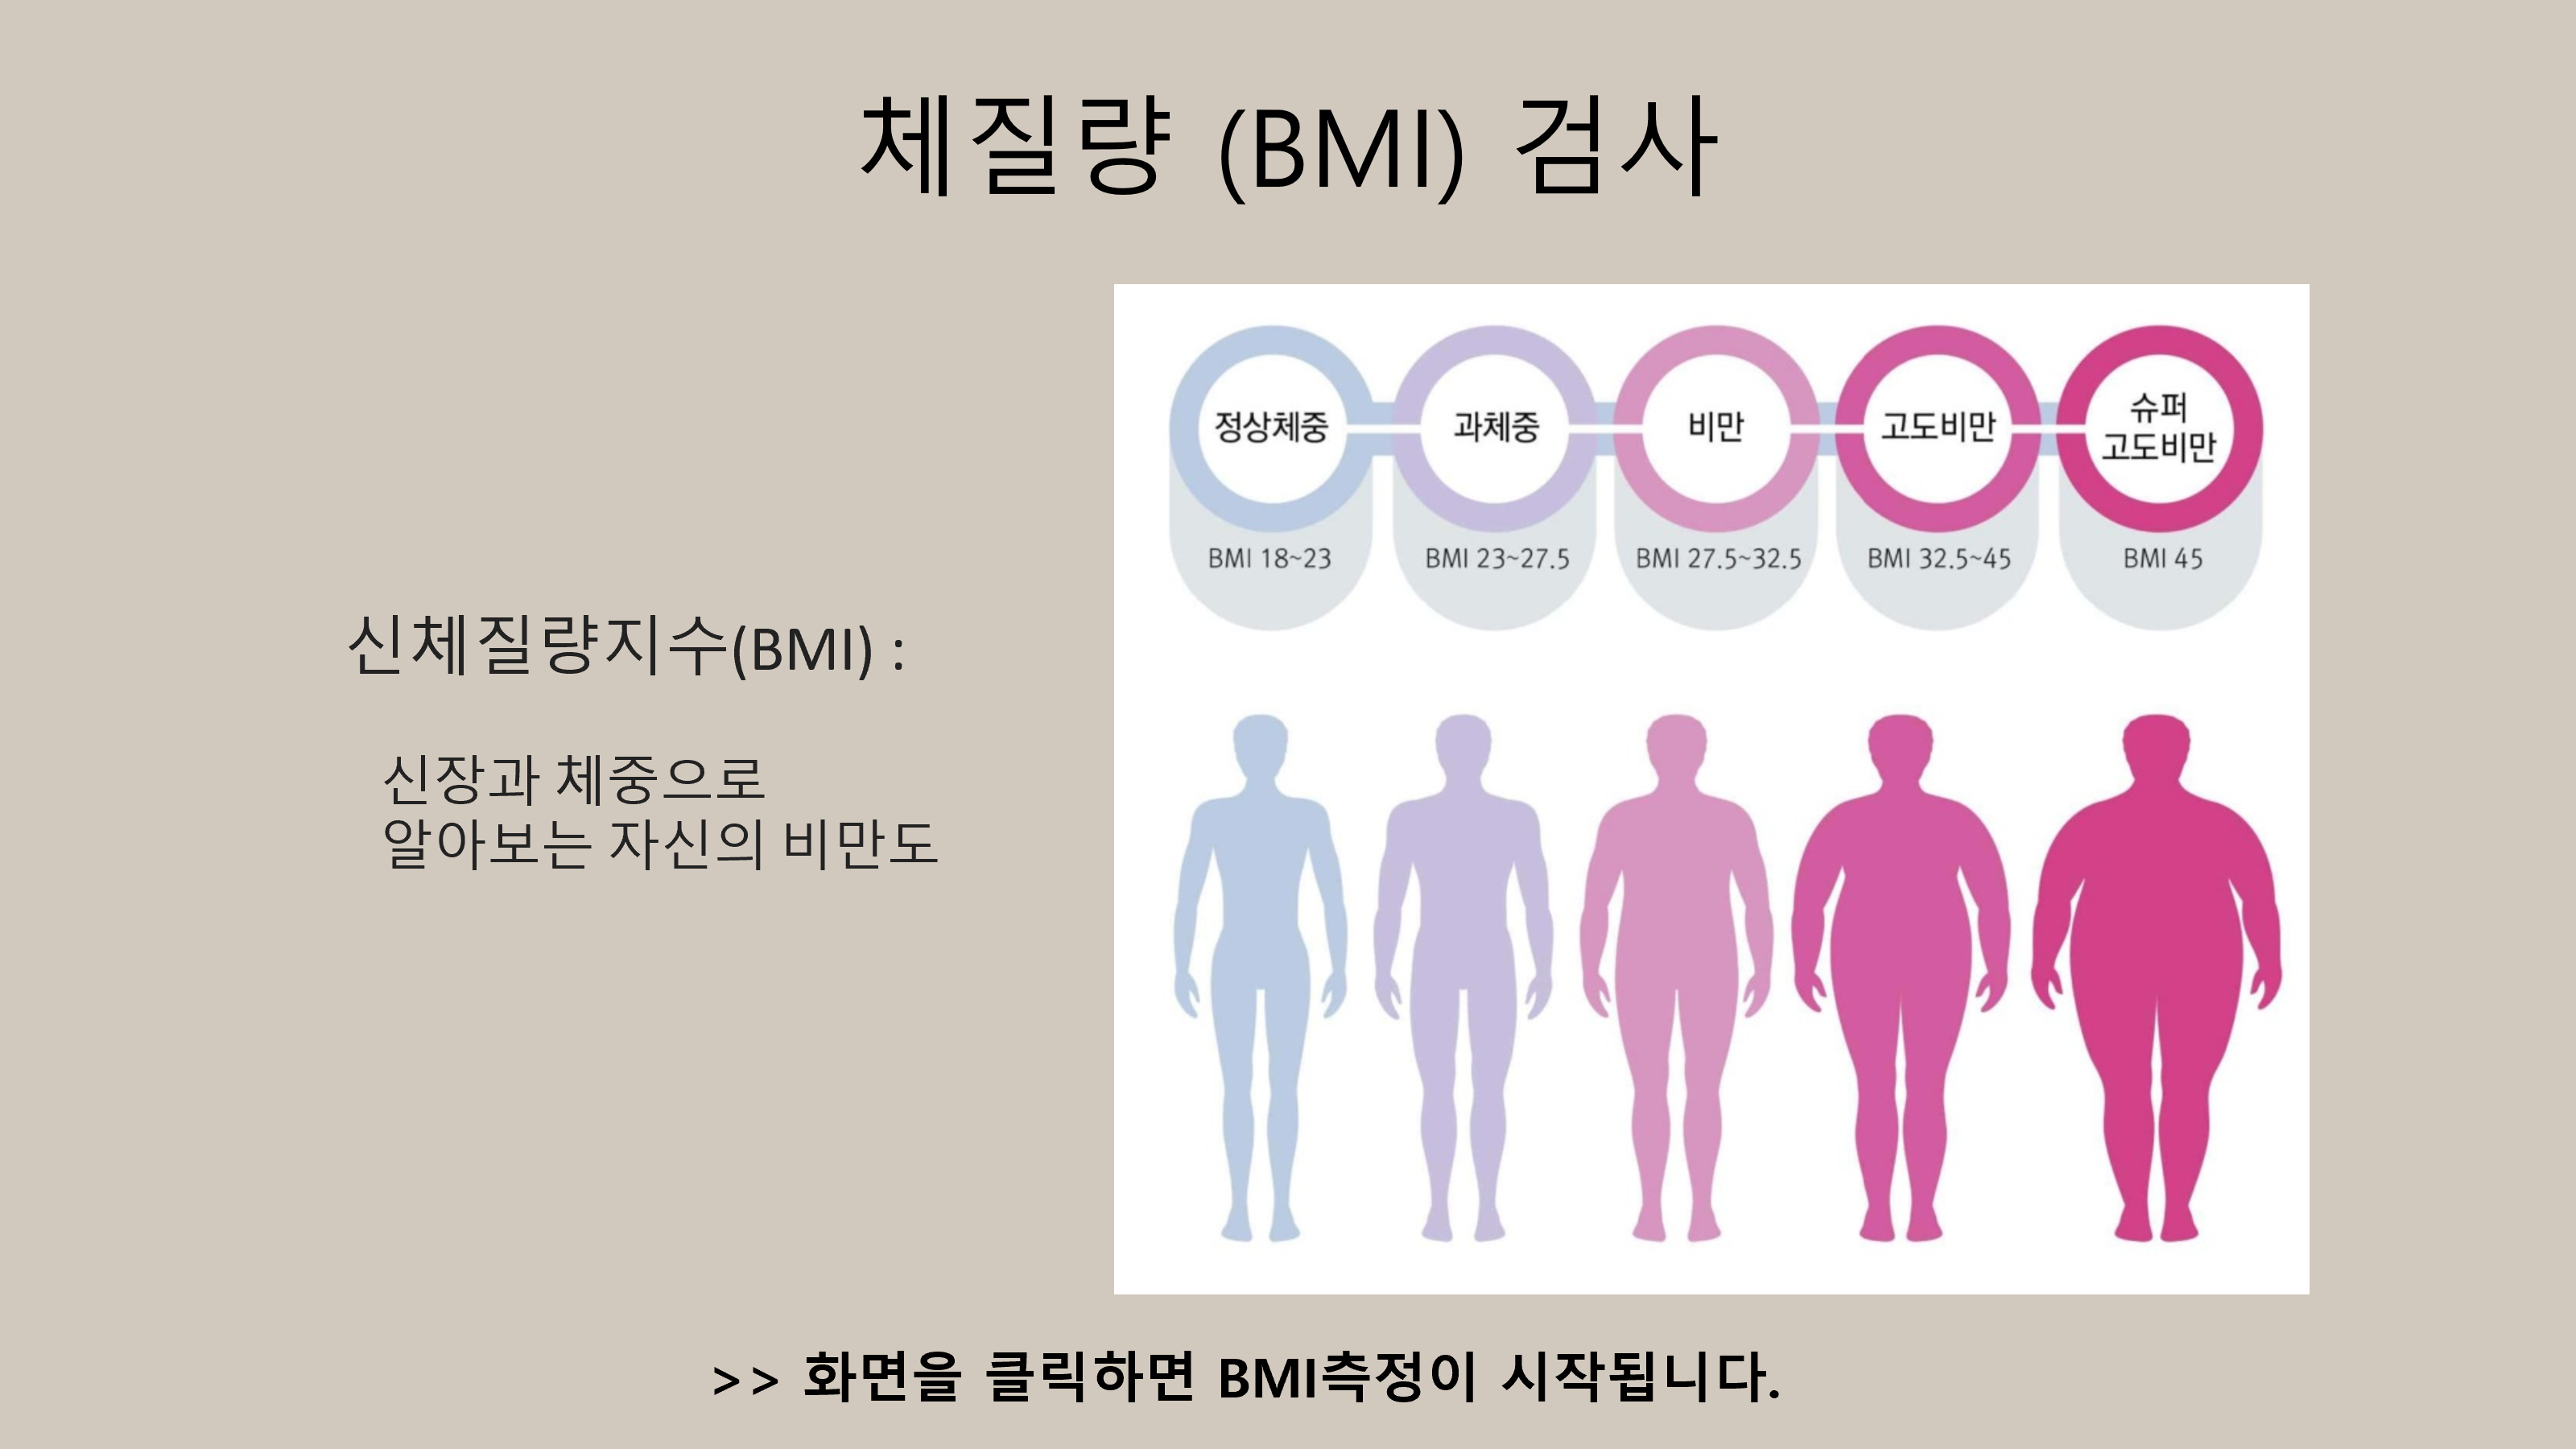 체질량 (BMI) 검사
신체질량지수(BMI) :
신장과 체중으로
알아보는 자신의 비만도
정상체중
과체중
비만
고도비만
슈퍼
고도비만
BMI 18~23
BMI 23~27.5
BMI 27.5~32.5
BMI 32.5~45
BMI 45
>> 화면을 클릭하면 BMI측정이 시작됩니다.